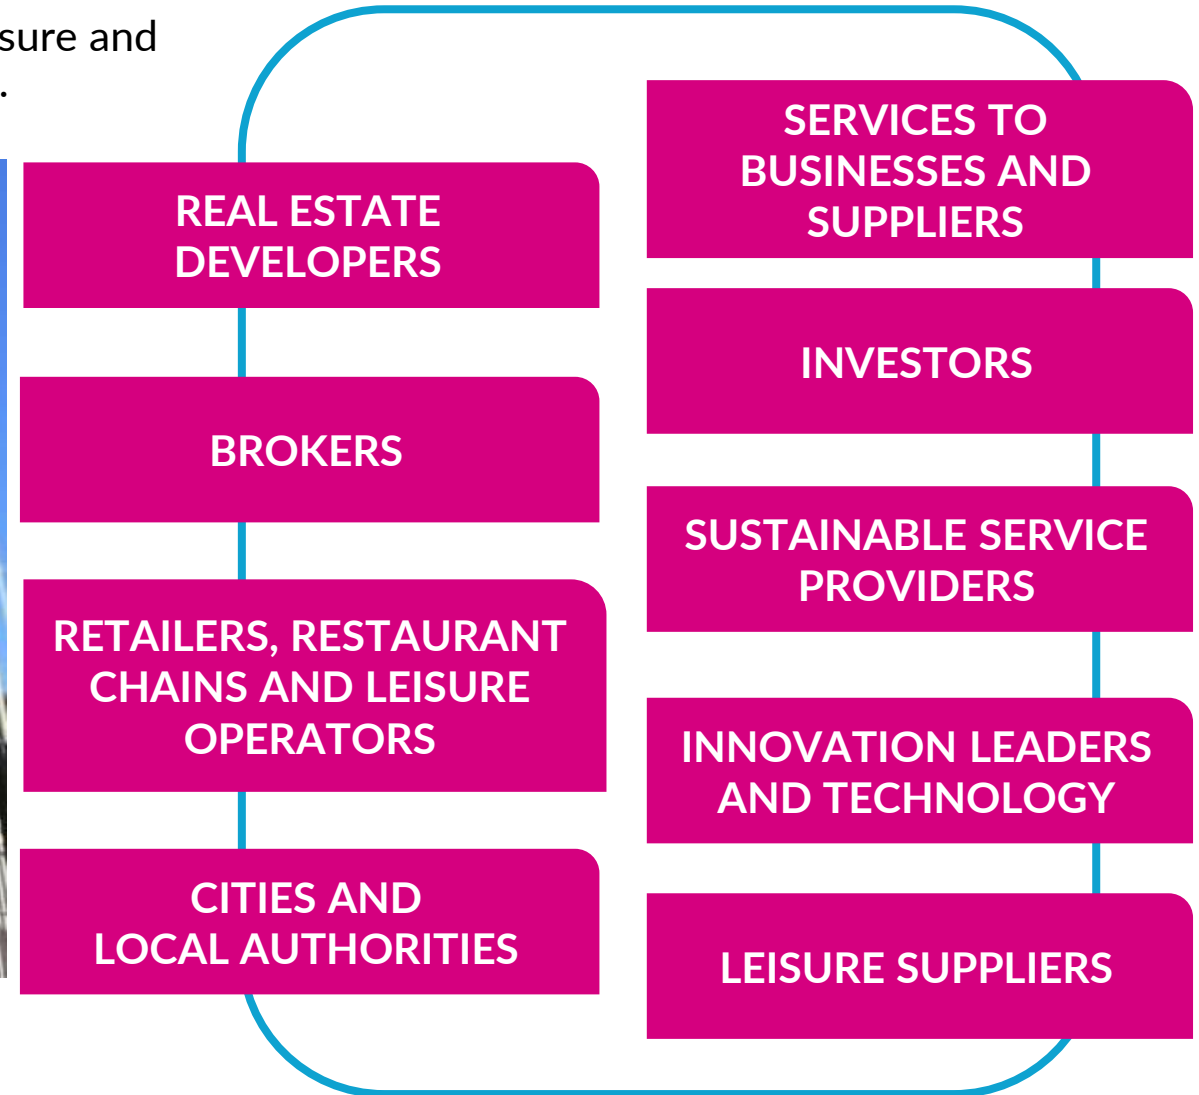 and
.
REAL ESTATE
DEVELOPERS
BROKERS
RETAILERS, RESTAURANT
CHAINS AND LEISURE
OPERATORS
CITIES AND
LOCAL AUTHORITIES
SERVICES TO
BUSINESSES AND
SUPPLIERS
INVESTORS
SUSTAINABLE SERVICE
PROVIDERS
INNOVATION LEADERS
AND TECHNOLOGY
LEISURE SUPPLIERS